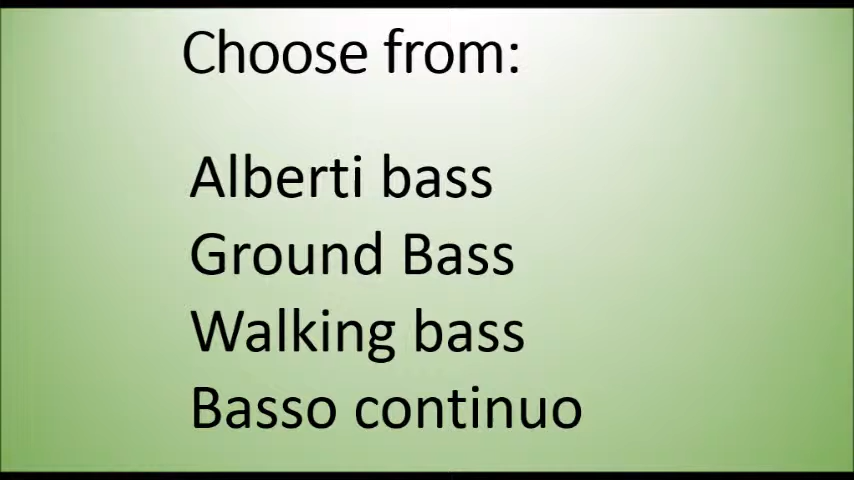 Choose from:
Alberti bass
Ground Bass
Walking bass
Basso continuo